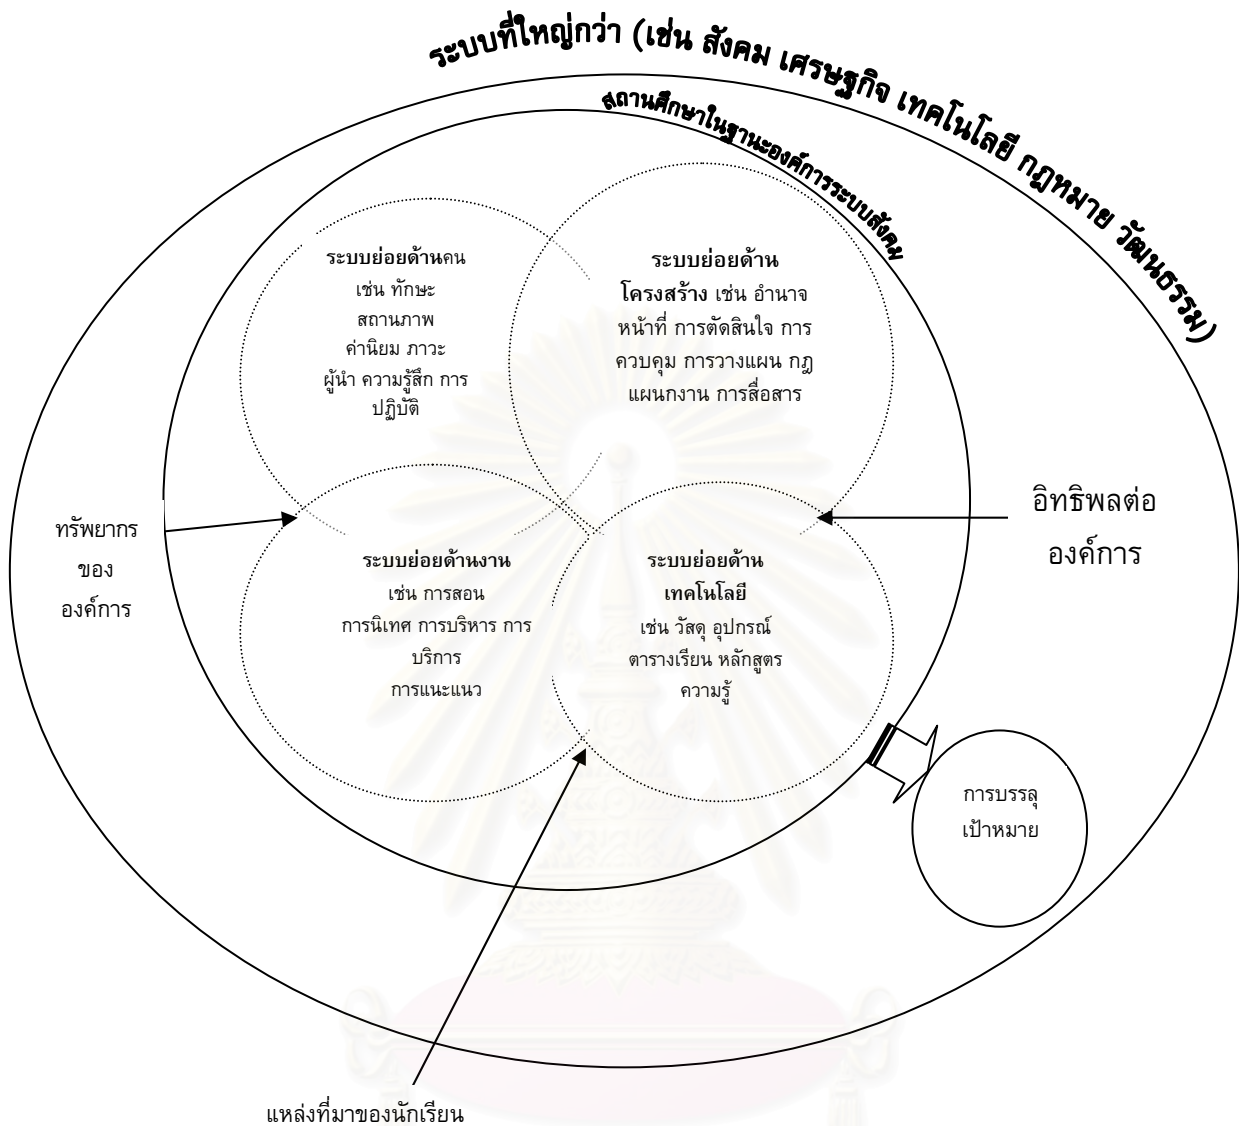 ระบบที่ใหญ่กว่า (เช่น สังคม เศรษฐกิจ เทคโนโลยี กฎหมาย วัฒนธรรม)
สถานศึกษาในฐานะองค์การระบบสังคม
ระบบย่อยด้านคน
เช่น ทักษะ
สถานภาพ
ค่านิยม ภาวะ
ผู้นำ ความรู้สึก การ
ปฏิบัติ
ระบบย่อยด้าน
โครงสร้าง เช่น อำนาจ
หน้าที่ การตัดสินใจ การ
ควบคุม การวางแผน กฎ
แผนกงาน การสื่อสาร
ทรัพยากร
ของ
องค์การ
อิทธิพลต่อ
องค์การ
ระบบย่อยด้านงาน
เช่น การสอน
การนิเทศ การบริหาร การ
บริการ
การแนะแนว
ระบบย่อยด้าน
เทคโนโลยี
เช่น วัสดุ อุปกรณ์
ตารางเรียน หลักสูตร
ความรู้
การบรรลุ
เป้าหมาย
แหล่งที่มาของนักเรียน